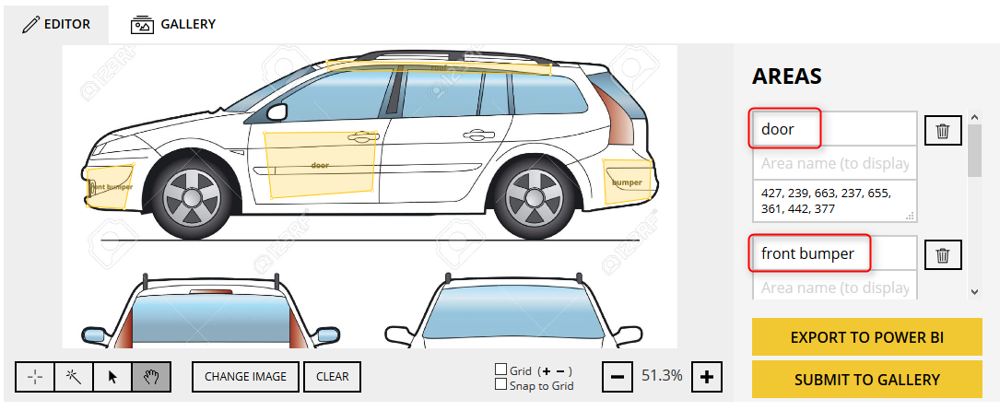 EDITOR
GALLERY
roof
door
front bumper
bumper
123RF
AREAS
door
Area name (to display
427, 239, 663, 237, 655,
361, 442, 377
front bumper
Area name (to display
EXPORT TO POWER BI
SUBMIT TO GALLERY
CHANGE IMAGE
CLEAR
Grid ( + − )
Snap to Grid
51.3%